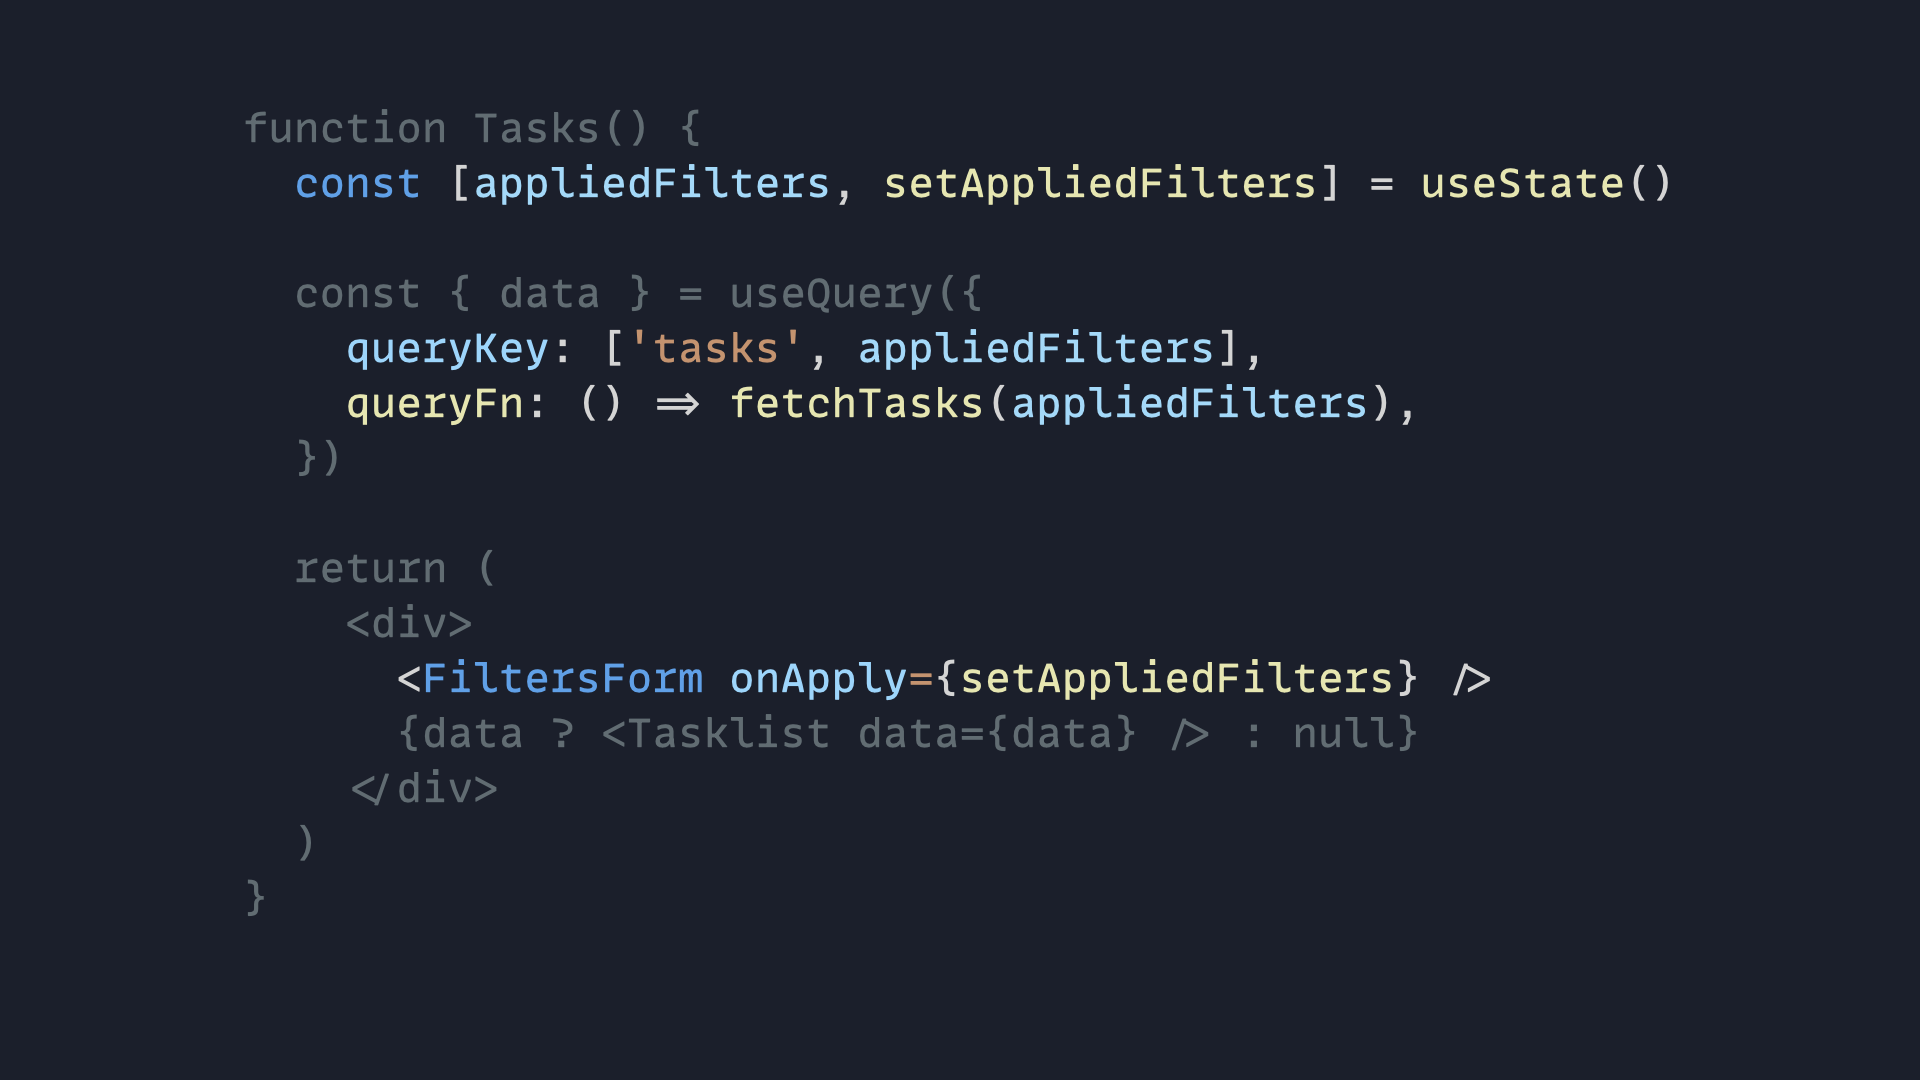 function Tasks() {
  const [appliedFilters, setAppliedFilters] = useState()

  const { data } = useQuery({
    queryKey: ['tasks', appliedFilters],
    queryFn: () => fetchTasks(appliedFilters),
  })

  return (
    <div>
      <FiltersForm onApply={setAppliedFilters} />
      {data ? <Tasklist data={data} /> : null}
    </div>
  )
}